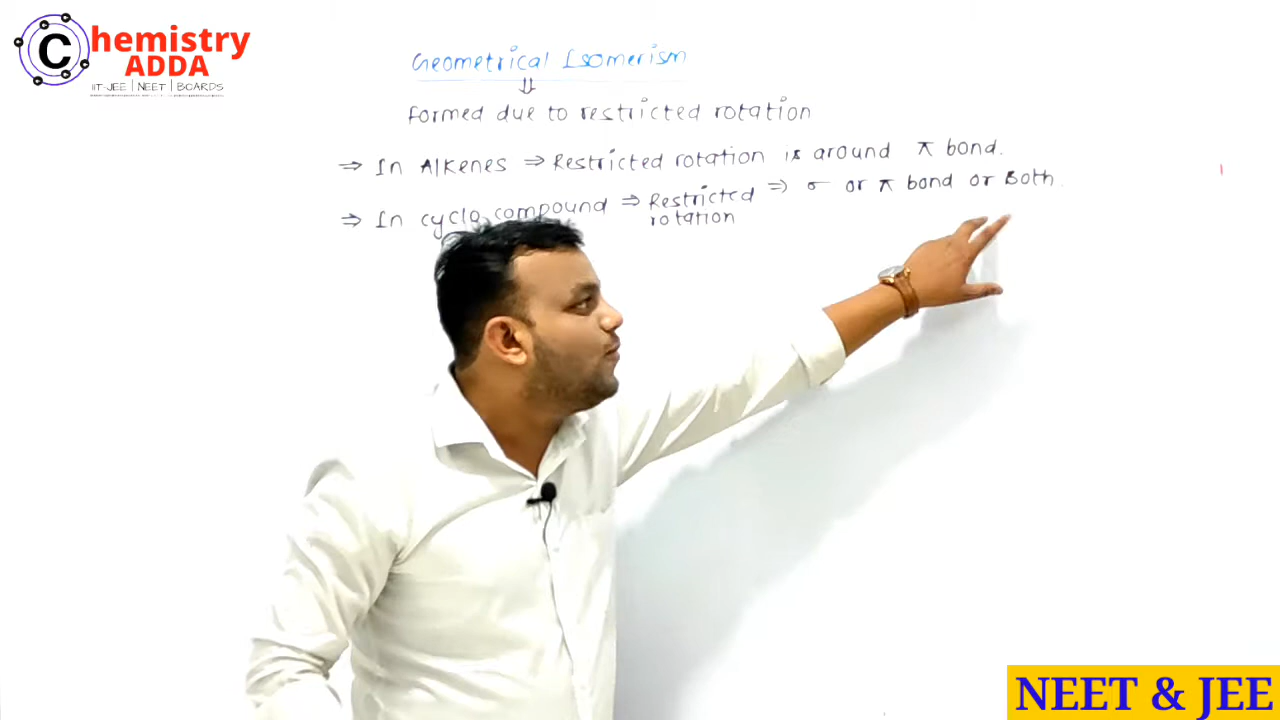 Chemistry
ADDA
IIT-JEE | NEET | BOARDS
Geometrical Isomerism
⇓
Formed due to restricted rotation
⇒ In Alkenes ⇒ Restricted rotation is around π bond.
⇒ In cyclo compound ⇒ Restricted rotation ⇒ σ or π bond or Both.
NEET & JEE